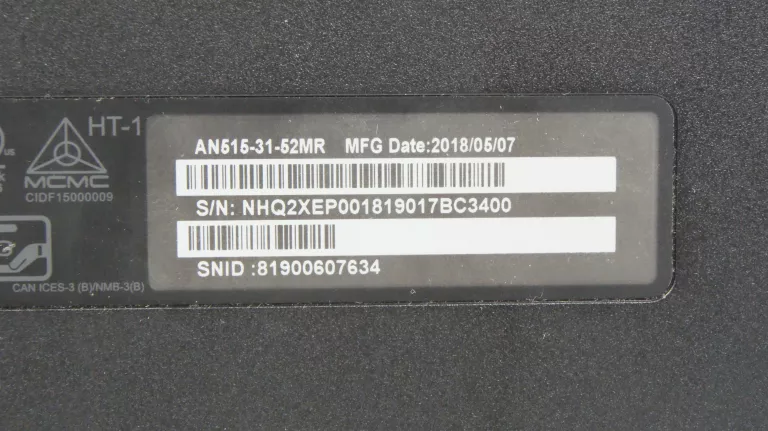 HT-1
MCMC
CIDF15000009
CAN ICES-3 (B)/NMB-3(B)
AN515-31-52MR MFG Date:2018/05/07
S/N: NHQ2XEP001819017BC3400
SNID :81900607634